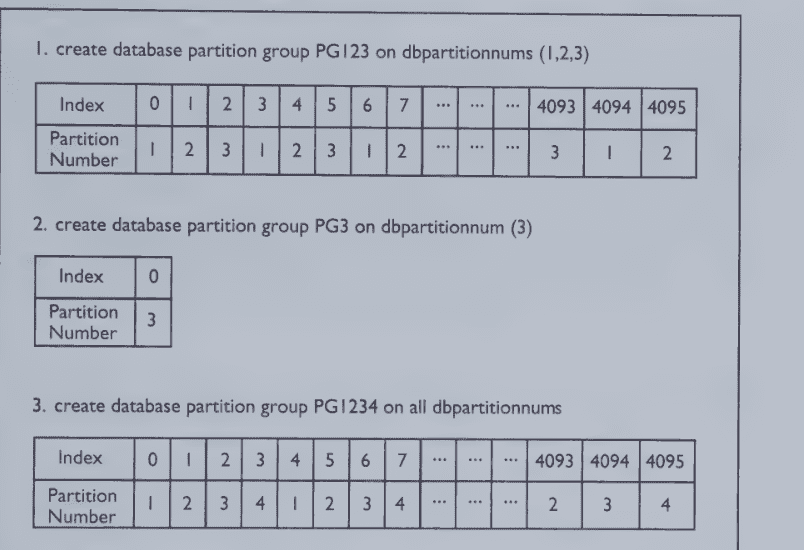 1. create database partition group PG123 on dbpartitionnums (1,2,3)
Index 0 1 2 3 4 5 6 7 ... ... ... 4093 4094 4095
Partition Number 1 2 3 1 2 3 1 2 ... ... ... 3 1 2
2. create database partition group PG3 on dbpartitionnum (3)
Index 0
Partition Number 3
3. create database partition group PG1234 on all dbpartitionnums
Index 0 1 2 3 4 5 6 7 ... ... ... 4093 4094 4095
Partition Number 1 2 3 4 1 2 3 4 ... ... ... 2 3 4